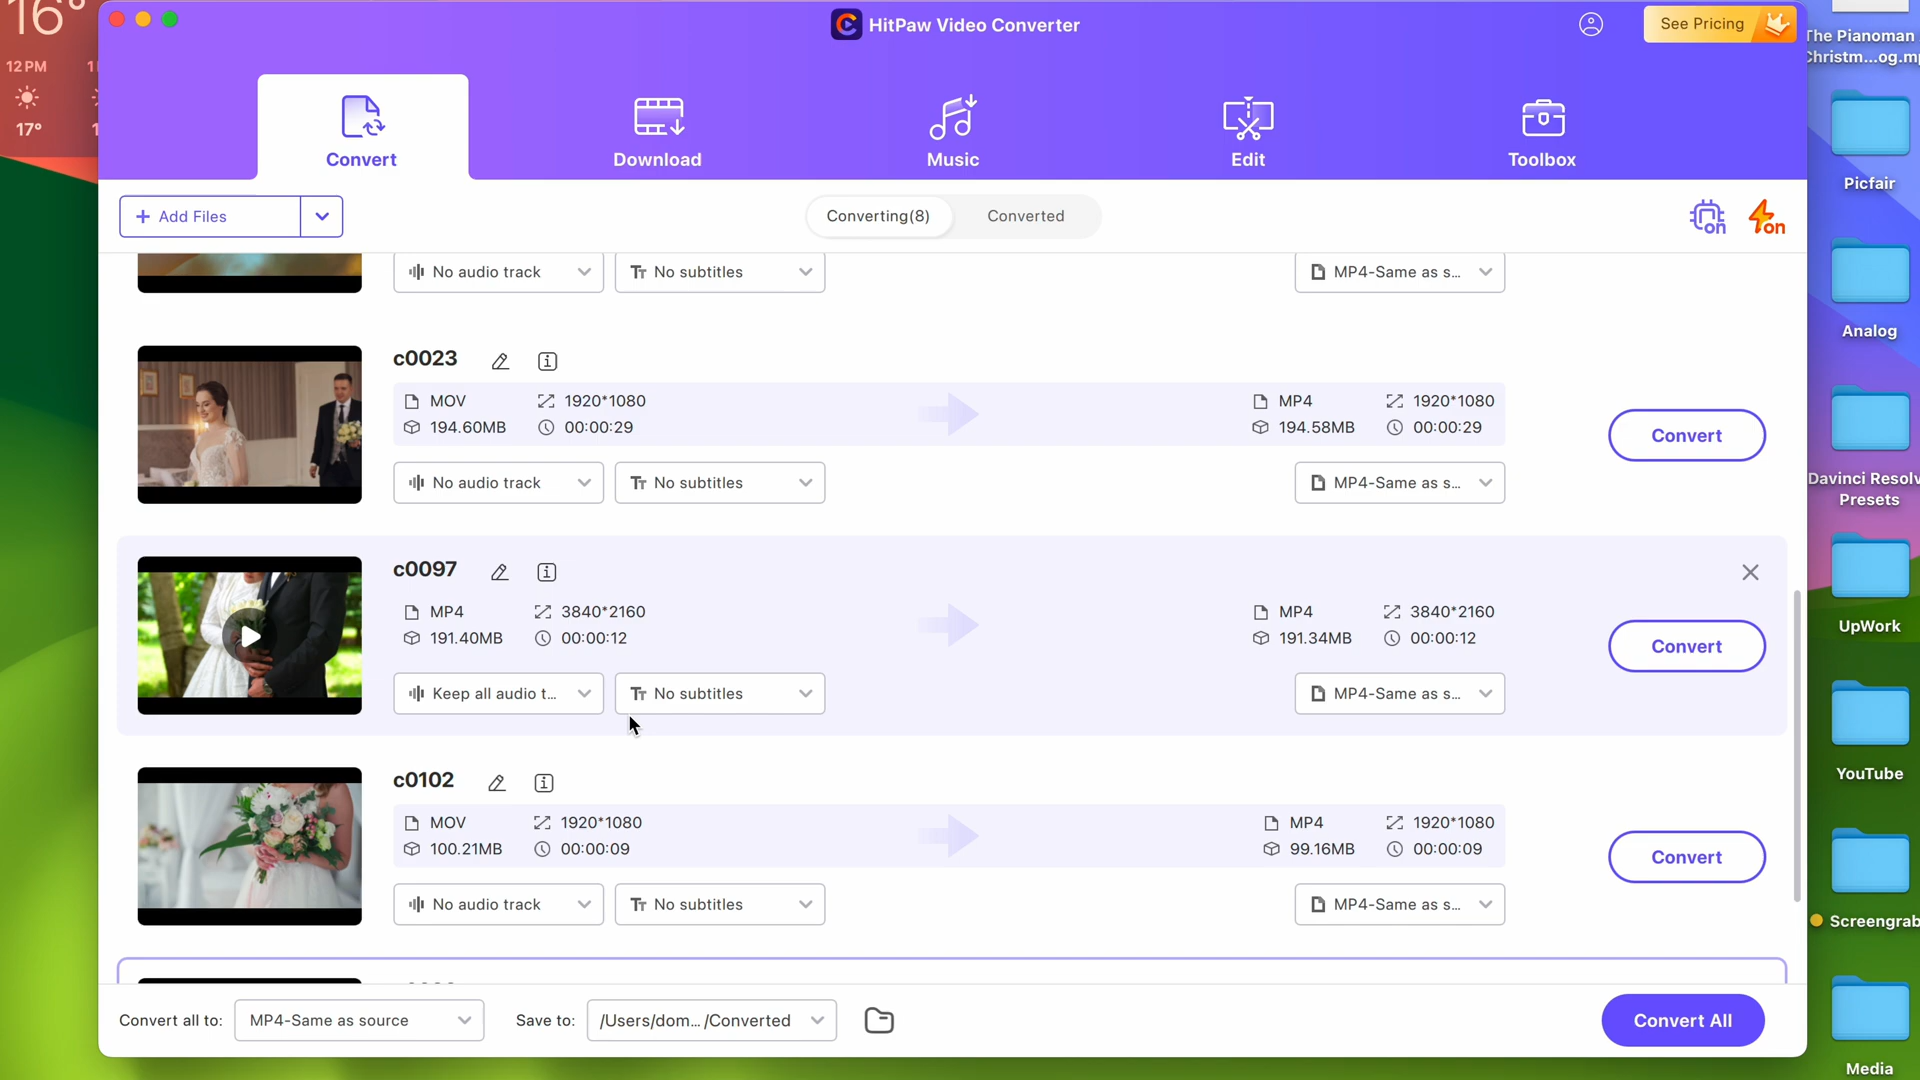 16°
12 PM
17°
HitPaw Video Converter
See Pricing
Convert
Download
Music
Edit
Toolbox
Add Files
Converting(8)
Converted
on
on
No audio track
No subtitles
MP4-Same as s...
c0023
MOV
1920*1080
MP4
1920*1080
194.60MB
00:00:29
194.58MB
00:00:29
Convert
No audio track
No subtitles
MP4-Same as s...
c0097
MP4
3840*2160
MP4
3840*2160
191.40MB
00:00:12
191.34MB
00:00:12
Convert
Keep all audio t...
No subtitles
MP4-Same as s...
c0102
MOV
1920*1080
MP4
1920*1080
100.21MB
00:00:09
99.16MB
00:00:09
Convert
No audio track
No subtitles
MP4-Same as s...
Convert all to:
MP4-Same as source
Save to:
/Users/dom... /Converted
Convert All
The Pianoman
Christm...og.m
Picfair
Analog
Davinci Resolv
Presets
UpWork
YouTube
Screengrab
Media